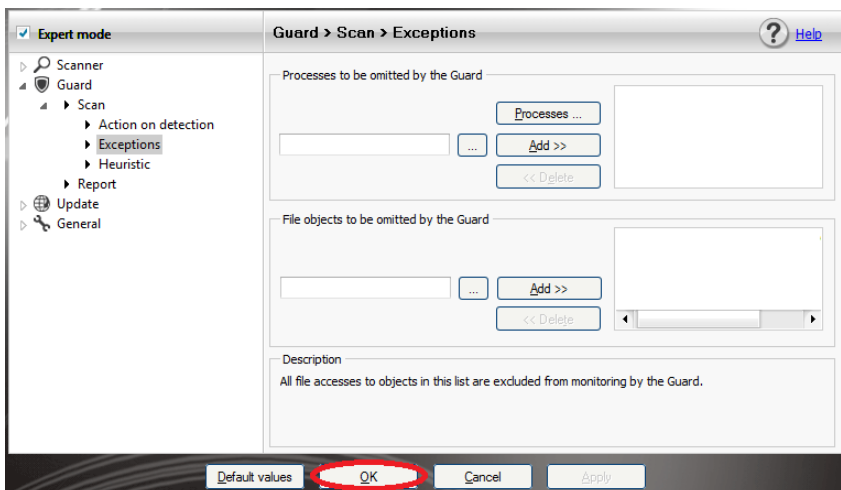 Expert mode
Guard > Scan > Exceptions
Help
Scanner
Guard
Scan
Action on detection
Exceptions
Heuristic
Report
Update
General
Processes to be omitted by the Guard
Processes ...
...
Add >>
<< Delete
File objects to be omitted by the Guard
...
Add >>
<< Delete
Description
All file accesses to objects in this list are excluded from monitoring by the Guard.
Default values
OK
Cancel
Apply